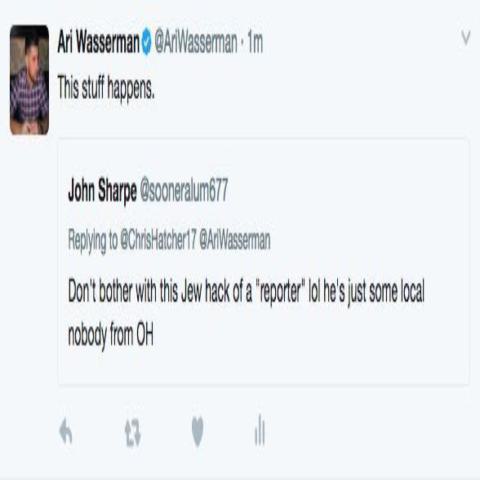 Ari Wasserman @AriWasserman · 1m
This stuff happens.
John Sharpe @sooneralum677
Replying to @ChrisHatcher17 @AriWasserman
Don't bother with this Jew hack of a "reporter" lol he's just some local
nobody from OH